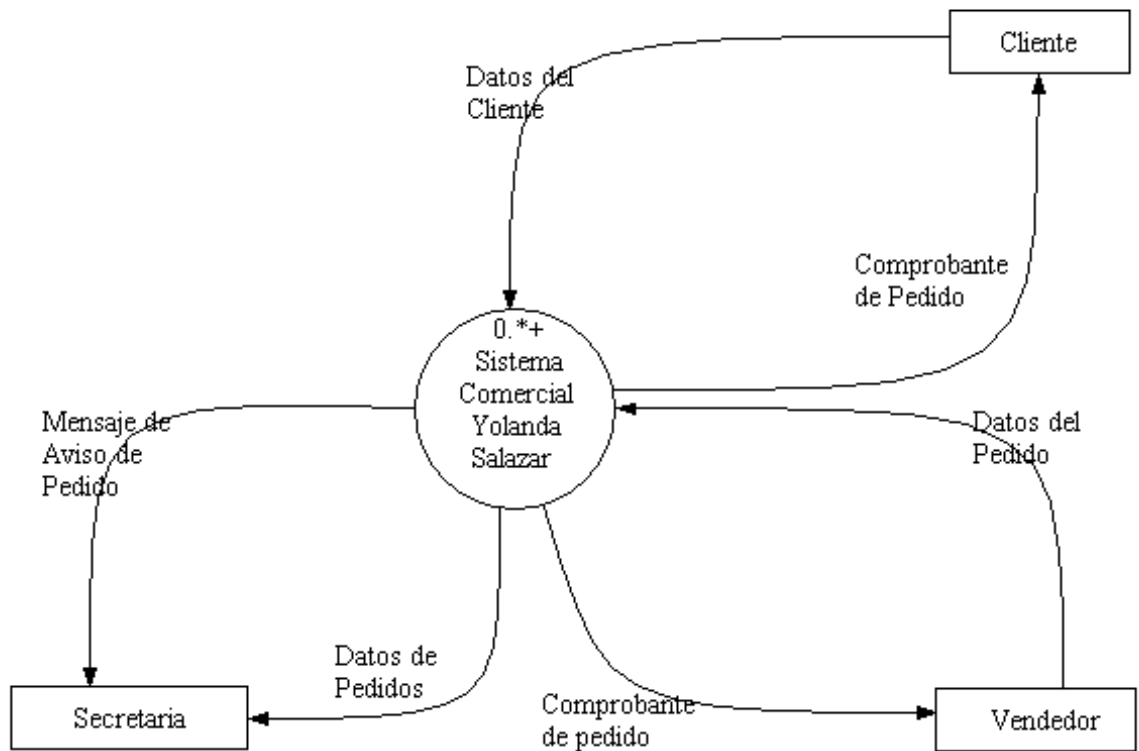 Cliente
Datos del
Cliente
Comprobante
de Pedido
0.*+
Sistema
Comercial
Yolanda
Salazar
Mensaje de
Aviso de
Pedido
Datos del
Pedido
Datos de
Pedidos
Comprobante
de pedido
Secretaria
Vendedor